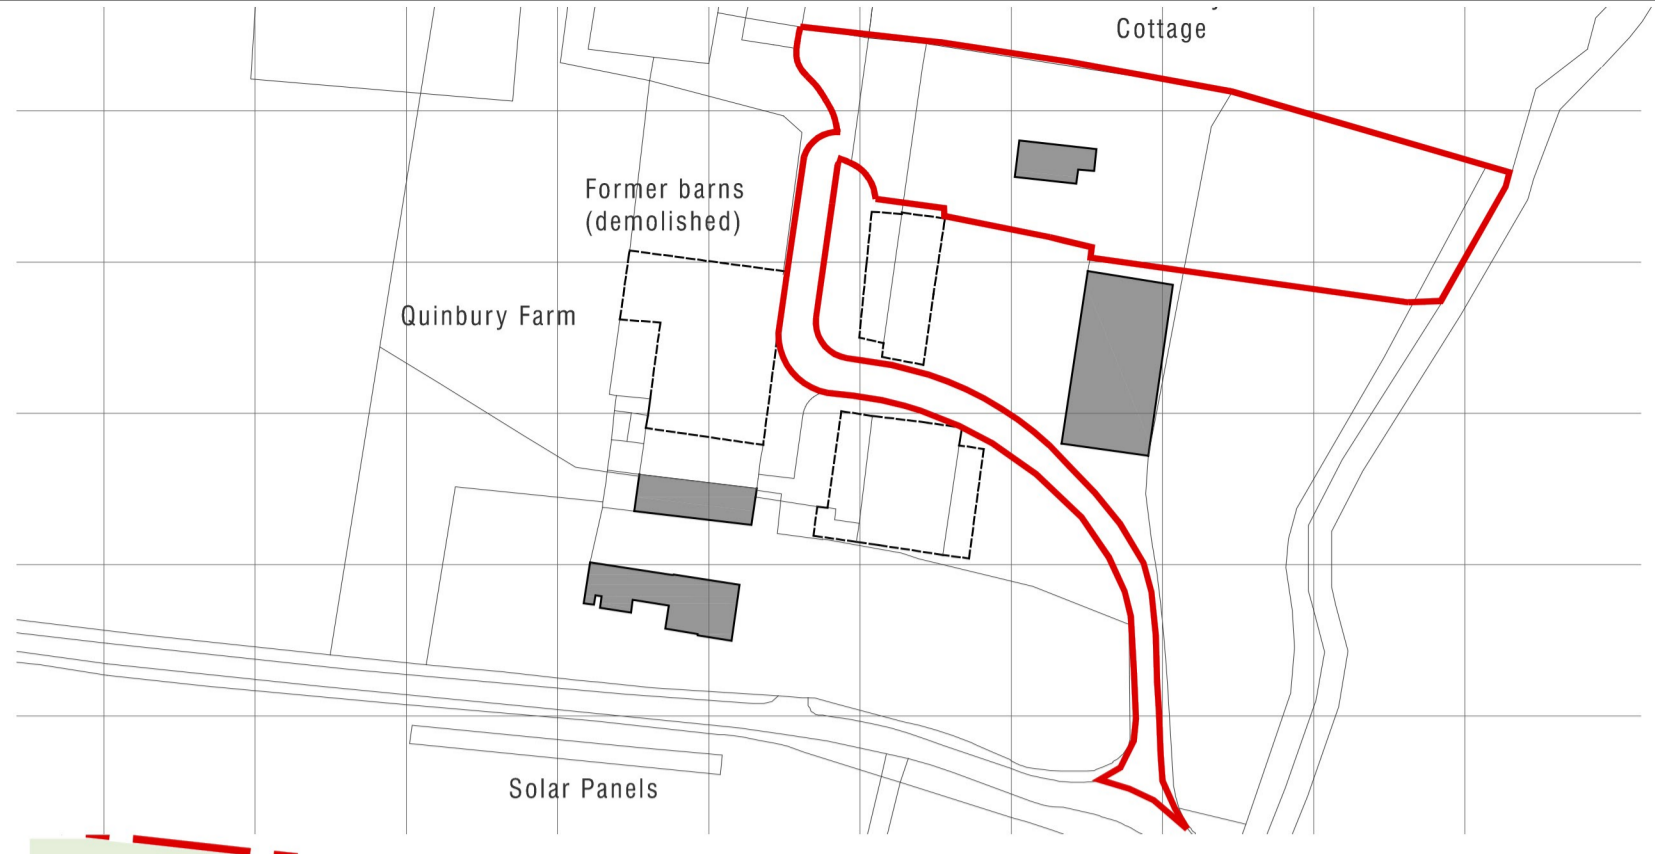 Cottage
Former barns
(demolished)
Quinbury Farm
Solar Panels